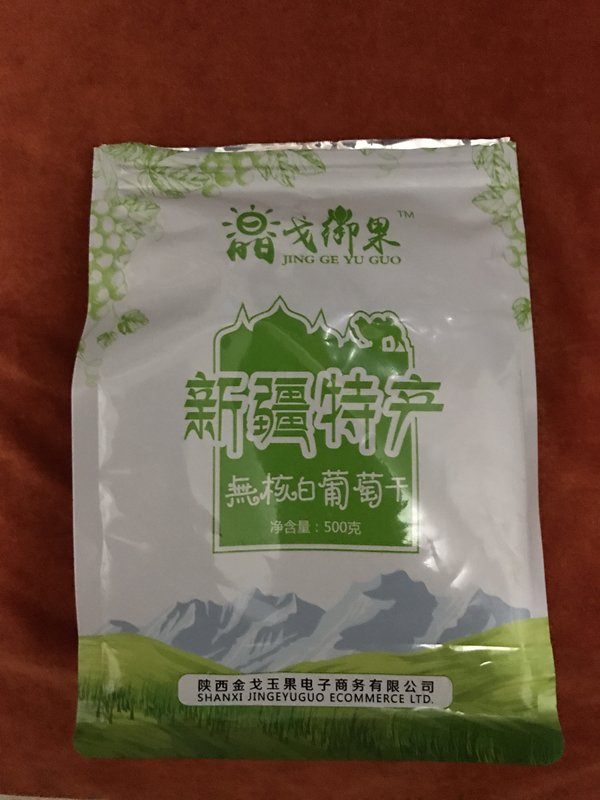 晶戈御果™
JING GE YU GUO
新疆特产
無核白葡萄干
净含量：500克
陕西金戈玉果电子商务有限公司
SHANXI JINGEYUGUO ECOMMERCE LTD.